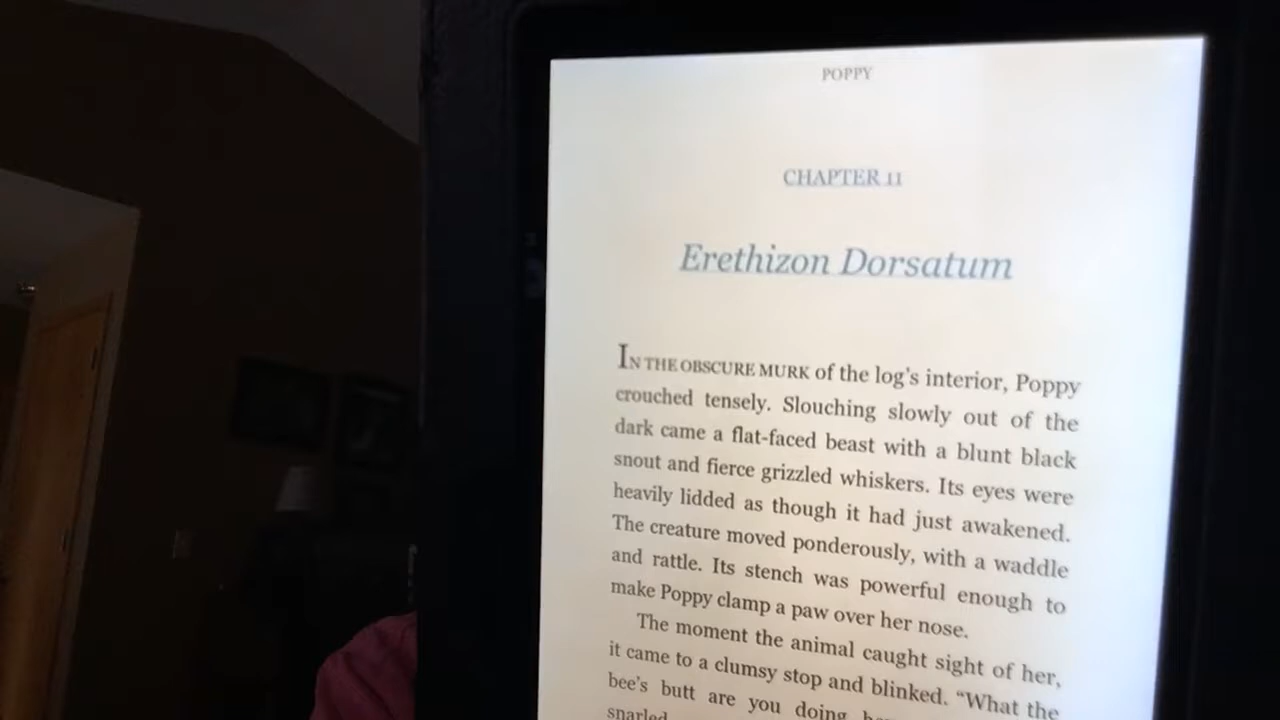 POPPY
CHAPTER 11
Erethizon Dorsatum
IN THE OBSCURE MURK of the log's interior, Poppy
crouched tensely. Slouching slowly out of the
dark came a flat-faced beast with a blunt black
snout and fierce grizzled whiskers. Its eyes were
heavily lidded as though it had just awakened.
The creature moved ponderously, with a waddle
and rattle. Its stench was powerful enough to
make Poppy clamp a paw over her nose.
The moment the animal caught sight of her,
it came to a clumsy stop and blinked. “What the
bee's butt are you doing
snarled